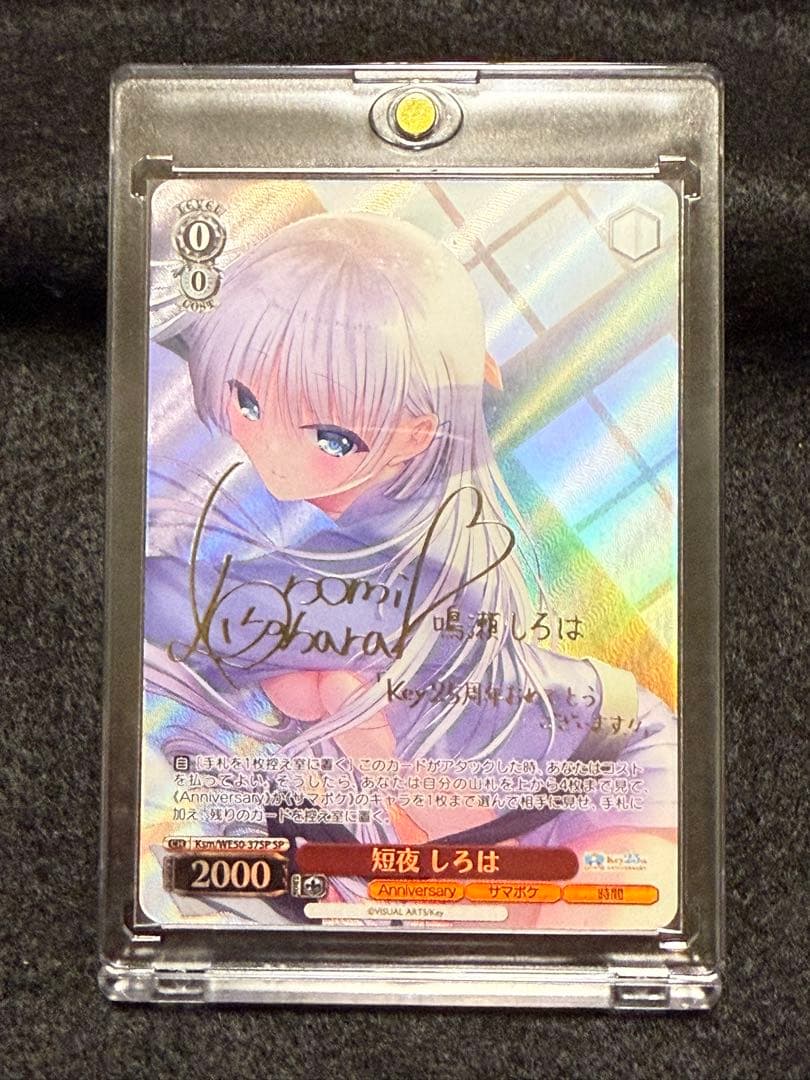 0
0
COST
onomi
Kohara
鳴瀬しろは
「Key25周年おめでとう
ございます!!」
自【手札を1枚控え室に置く】このカードがアタックした時、あなたはコスト
を払ってよい。そうしたら、あなたは自分の山札を上から4枚まで見て、
《Anniversary》か《サマポケ》のキャラを1枚まで選んで相手に見せ、手札に
加え、残りのカードを控え室に置く。
CH Ksm/WE50-37SP SP
短夜 しろは
Key25th
ANNIVERSARY
2000
Anniversary サマポケ 時間
©VISUAL ARTS/Key